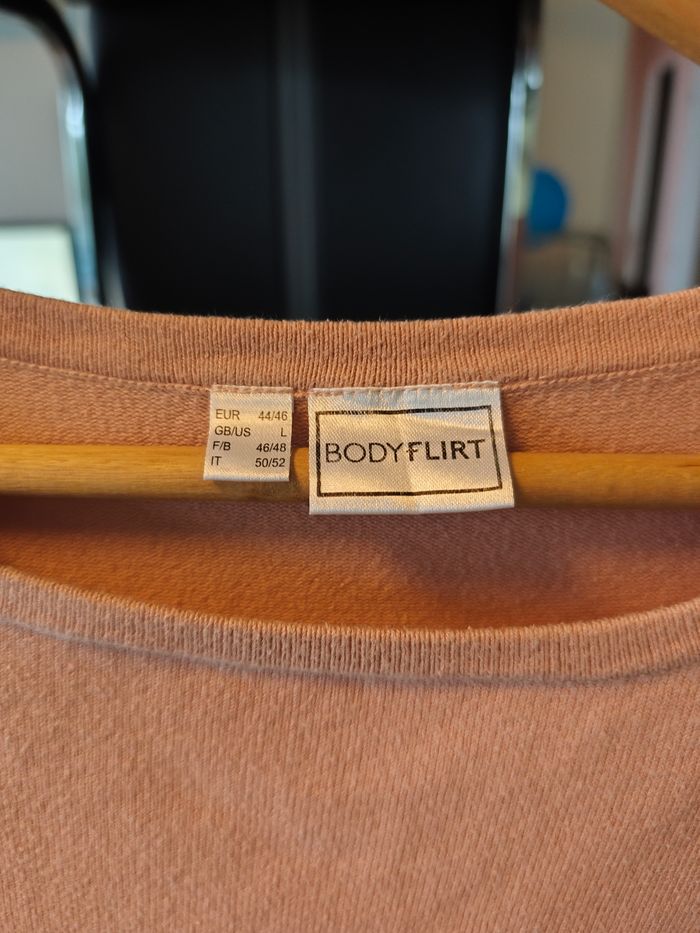 EUR 44/46
GB/US L
F/B 46/48
IT 50/52
BODYFLIRT